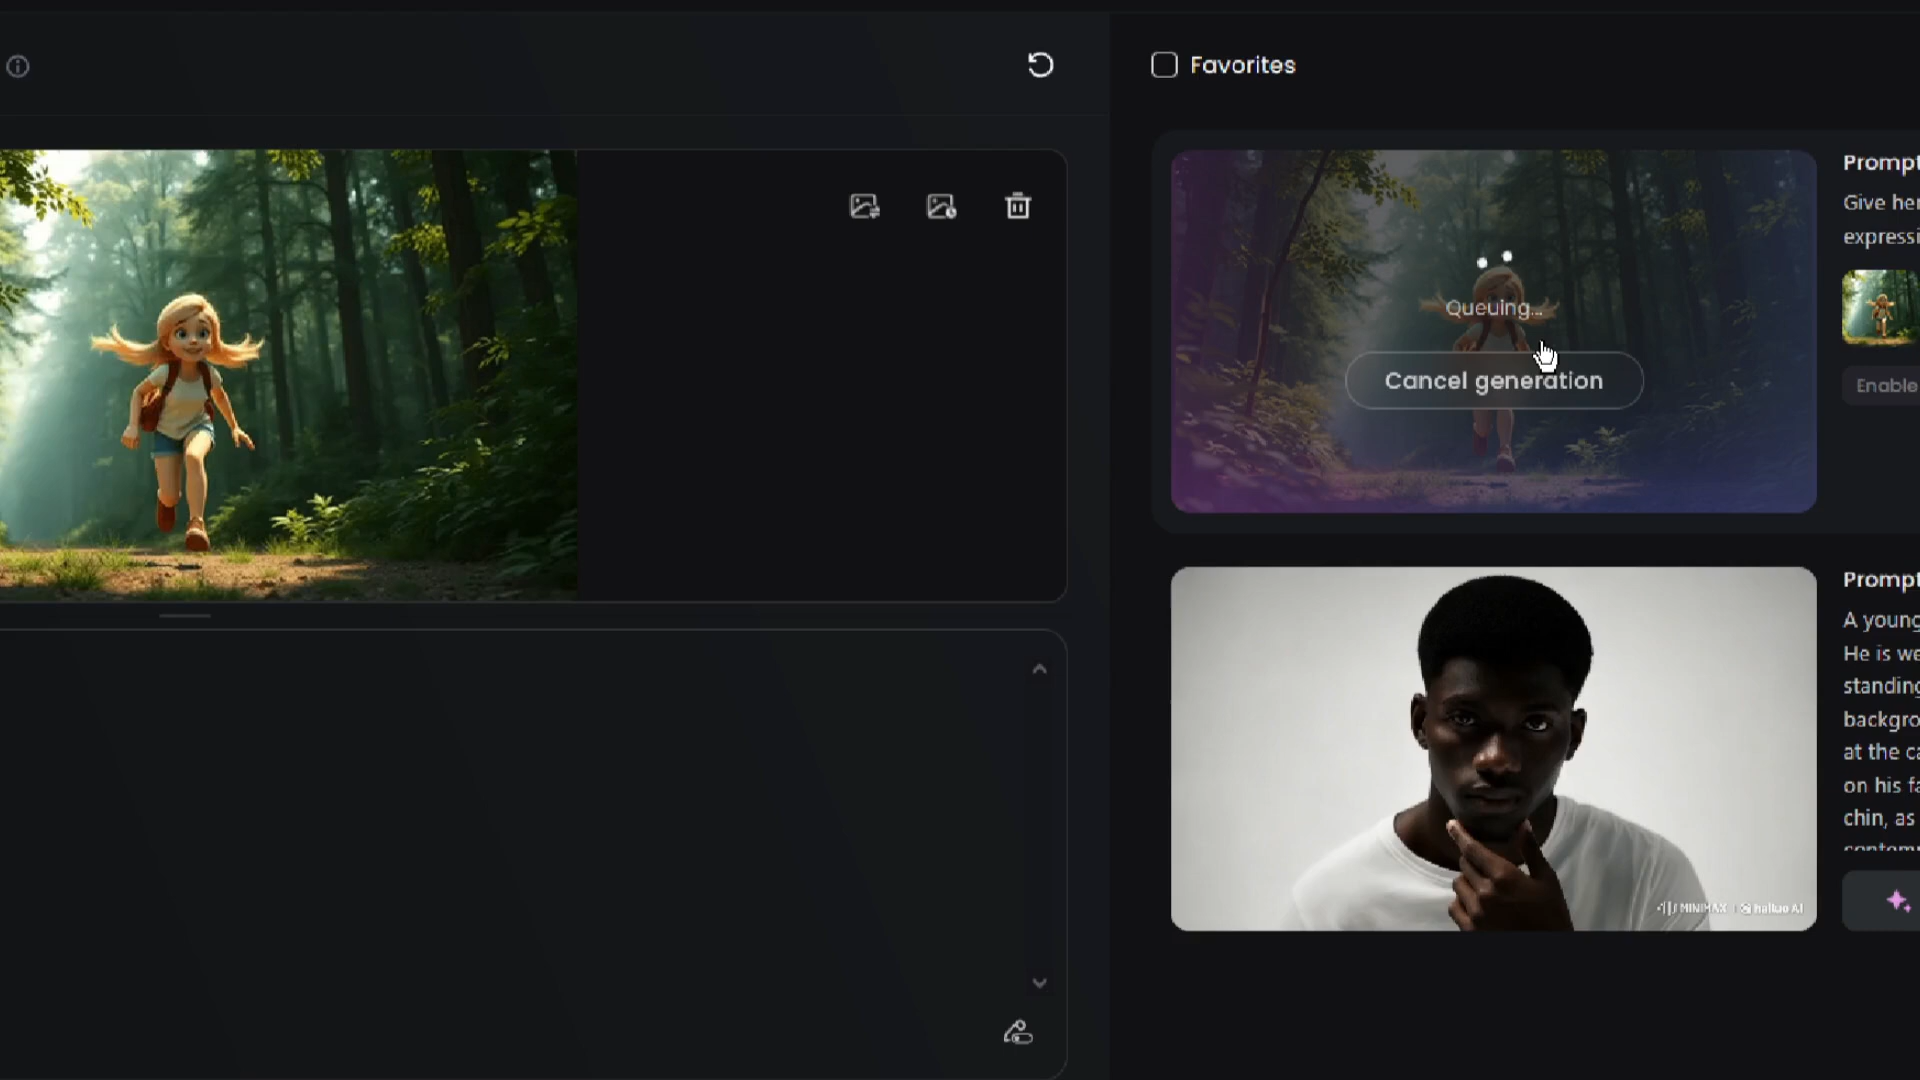 Favorites
Prompt
Give her
expressi
Queuing...
Cancel generation
Enable
Prompt
A young
He is we
standing
backgro
at the ca
on his fa
chin, as
contem
MINIMAX | hailuo AI